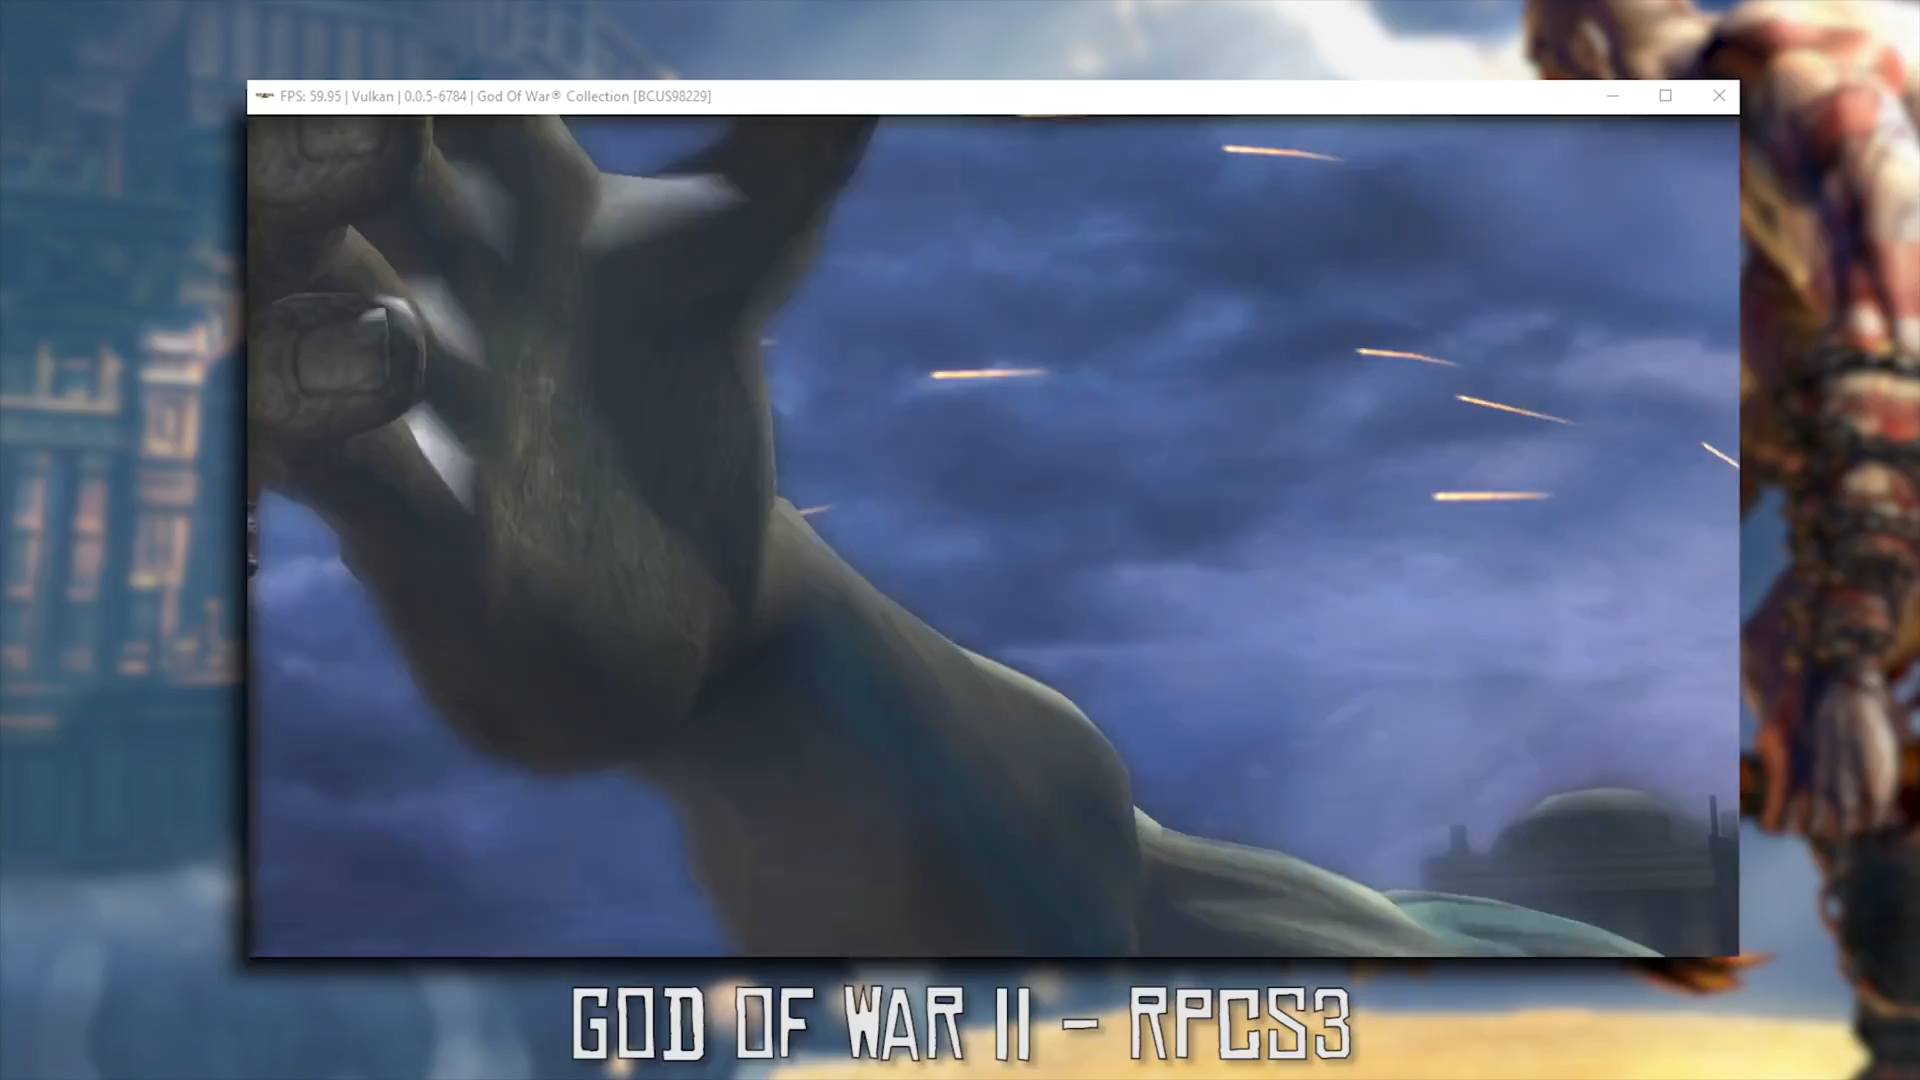 FPS: 59.95 | Vulkan | 0.0.5-6784 | God Of War® Collection [BCUS98229]
GOD OF WAR II - RPCS3